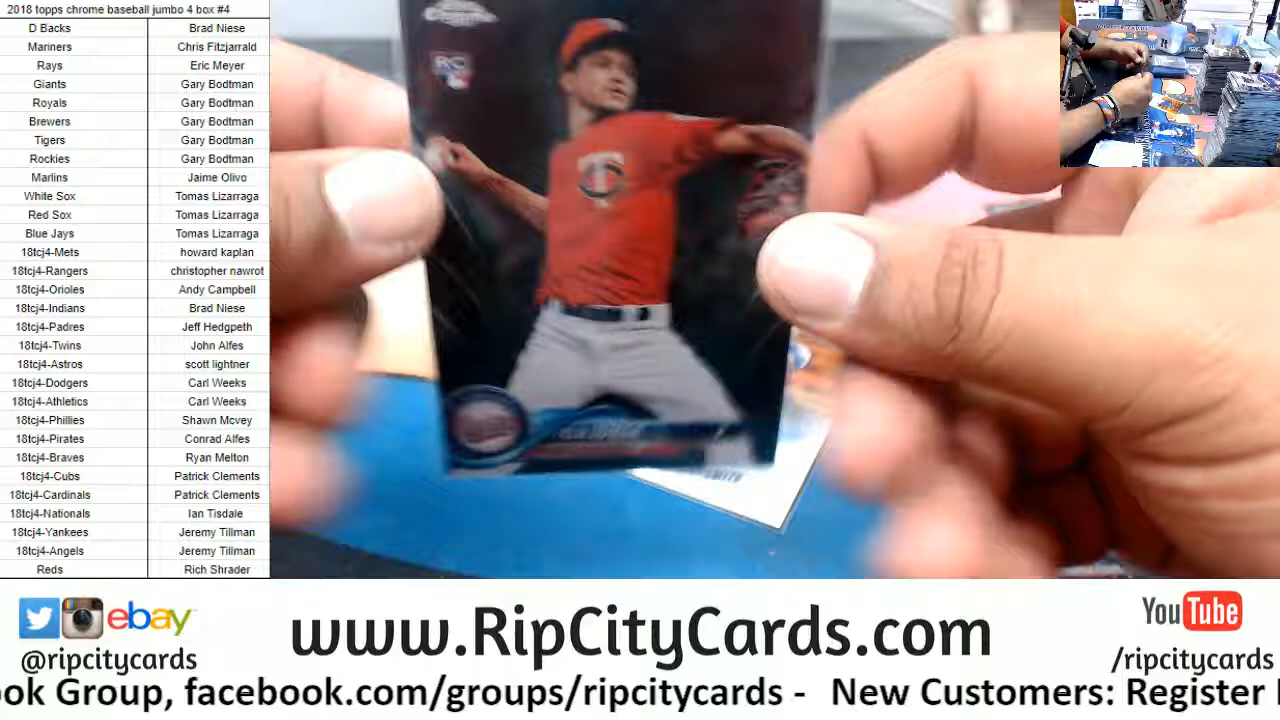 2018 topps chrome baseball jumbo 4 box #4
D Backs Brad Niese
Mariners Chris Fitzjarrald
Rays Eric Meyer
Giants Gary Bodtman
Royals Gary Bodtman
Brewers Gary Bodtman
Tigers Gary Bodtman
Rockies Gary Bodtman
Marlins Jaime Olivo
White Sox Tomas Lizarraga
Red Sox Tomas Lizarraga
Blue Jays Tomas Lizarraga
18tcj4-Mets howard kaplan
18tcj4-Rangers christopher nawrot
18tcj4-Orioles Andy Campbell
18tcj4-Indians Brad Niese
18tcj4-Padres Jeff Hedgpeth
18tcj4-Twins John Alfes
18tcj4-Astros scott lightner
18tcj4-Dodgers Carl Weeks
18tcj4-Athletics Carl Weeks
18tcj4-Phillies Shawn Mcvey
18tcj4-Pirates Conrad Alfes
18tcj4-Braves Ryan Melton
18tcj4-Cubs Patrick Clements
18tcj4-Cardinals Patrick Clements
18tcj4-Nationals Ian Tisdale
18tcj4-Yankees Jeremy Tillman
18tcj4-Angels Jeremy Tillman
Reds Rich Shrader
RC
ebay
@ripcitycards
www.RipCityCards.com
YouTube
/ripcitycards
ook Group, facebook.com/groups/ripcitycards - New Customers: Register